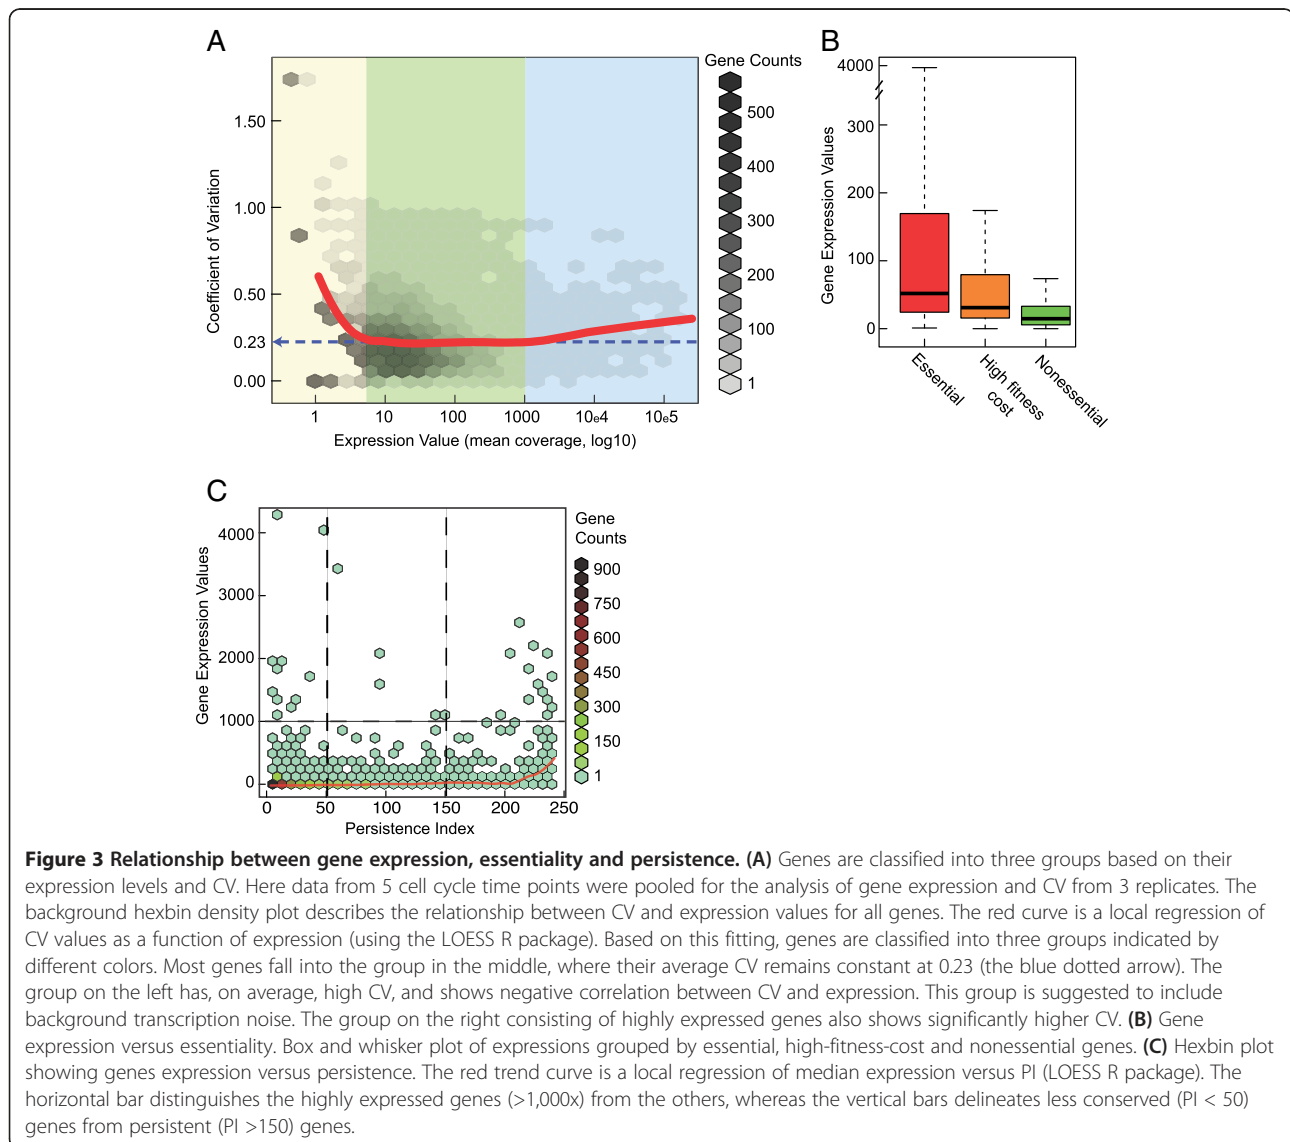 A
Gene Counts
Coefficient of Variation
1.50
1.00
0.50
0.23
0.00
1
10
100
1000
10e4
10e5
Expression Value (mean coverage, log10)
500
400
300
200
100
1
B
Gene Expression Values
4000
300
200
100
0
Essential
High fitness
cost
Nonessential
C
Gene Expression Values
4000
3000
2000
1000
0
0
50
100
150
200
250
Persistence Index
Gene
Counts
900
750
600
450
300
150
1
Figure 3 Relationship between gene expression, essentiality and persistence. (A) Genes are classified into three groups based on their
expression levels and CV. Here data from 5 cell cycle time points were pooled for the analysis of gene expression and CV from 3 replicates. The
background hexbin density plot describes the relationship between CV and expression values for all genes. The red curve is a local regression of
CV values as a function of expression (using the LOESS R package). Based on this fitting, genes are classified into three groups indicated by
different colors. Most genes fall into the group in the middle, where their average CV remains constant at 0.23 (the blue dotted arrow). The
group on the left has, on average, high CV, and shows negative correlation between CV and expression. This group is suggested to include
background transcription noise. The group on the right consisting of highly expressed genes also shows significantly higher CV. (B) Gene
expression versus essentiality. Box and whisker plot of expressions grouped by essential, high-fitness-cost and nonessential genes. (C) Hexbin plot
showing genes expression versus persistence. The red trend curve is a local regression of median expression versus PI (LOESS R package). The
horizontal bar distinguishes the highly expressed genes (>1,000x) from the others, whereas the vertical bars delineates less conserved (PI < 50)
genes from persistent (PI >150) genes.